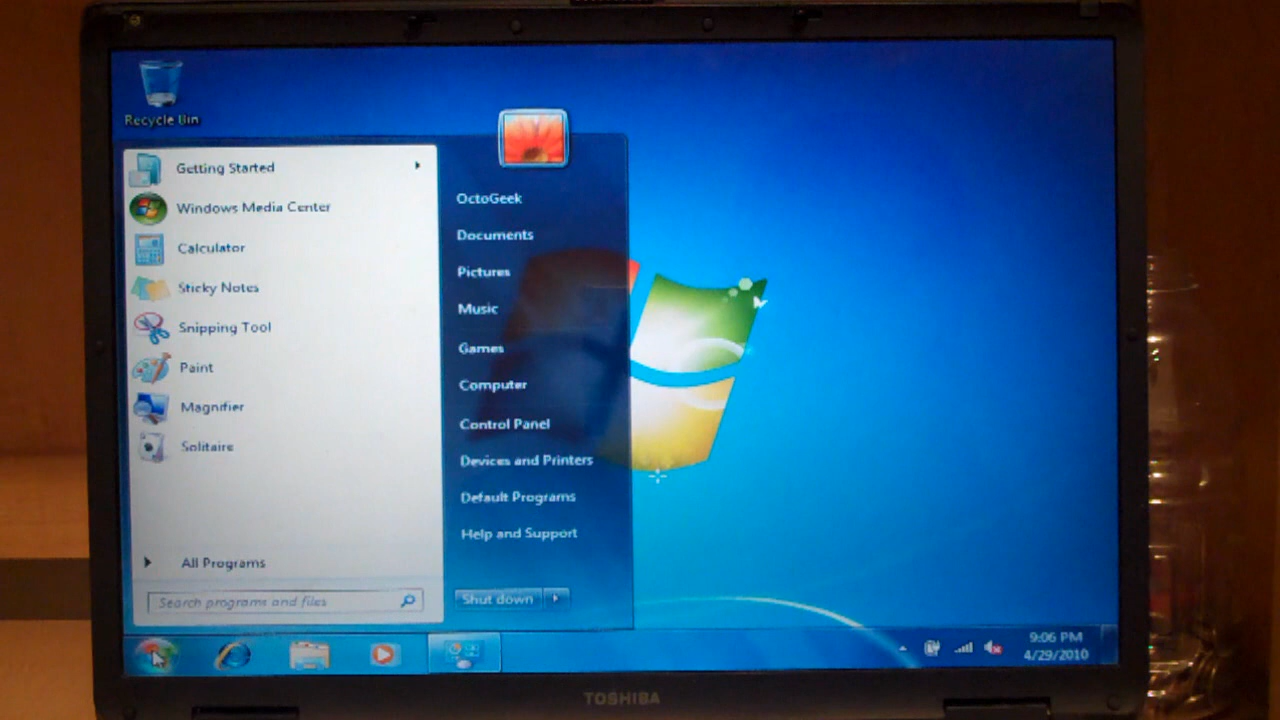 Recycle Bin
Getting Started
Windows Media Center
Calculator
Sticky Notes
Snipping Tool
Paint
Magnifier
Solitaire
All Programs
Search programs and files
OctoGeek
Documents
Pictures
Music
Games
Computer
Control Panel
Devices and Printers
Default Programs
Help and Support
Shut down
9:06 PM
4/29/2010
TOSHIBA